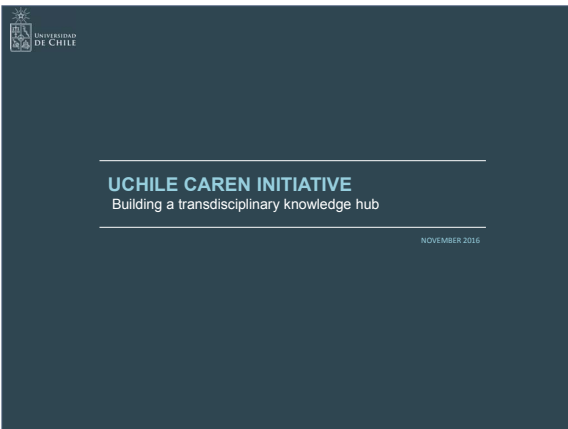 UNIVERSIDAD
DE CHILE
UCHILE CAREN INITIATIVE
Building a transdisciplinary knowledge hub
NOVEMBER 2016